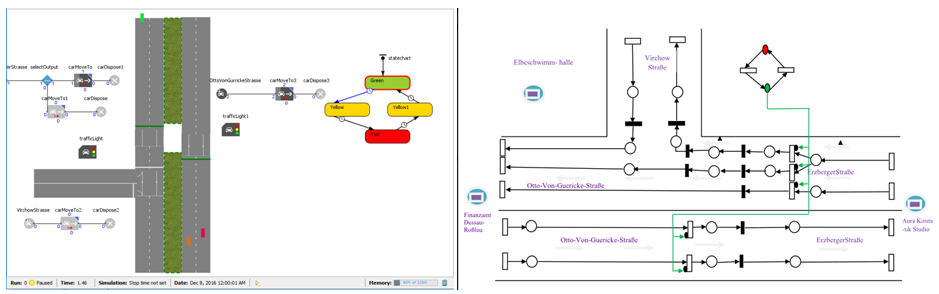 erStrasse
selectOutput
carMoveTo
carDispose1
carMoveTo1
carDispose
trafficLight
VirchowStrasse
carMoveTo2
carDispose2
OttoVonGurrickeStrasse
carMoveTo3
carDispose3
trafficLight1
statechart
Green
Yellow
Yellow1
Red
Run: 0
Paused
Time: 1.46
Simulation: Stop time not set
Date: Dec 8, 2016 12:00:01 AM
Memory:
Elbeschwimm- halle
Virchow
Straße
ErzbergerStraße
Otto-Von-Guericke-Straße
Finanzamt
Dessau-
Roßlau
Aura Kosm
-tik Studio
Otto-Von-Guericke-Straße
ErzbergerStraße